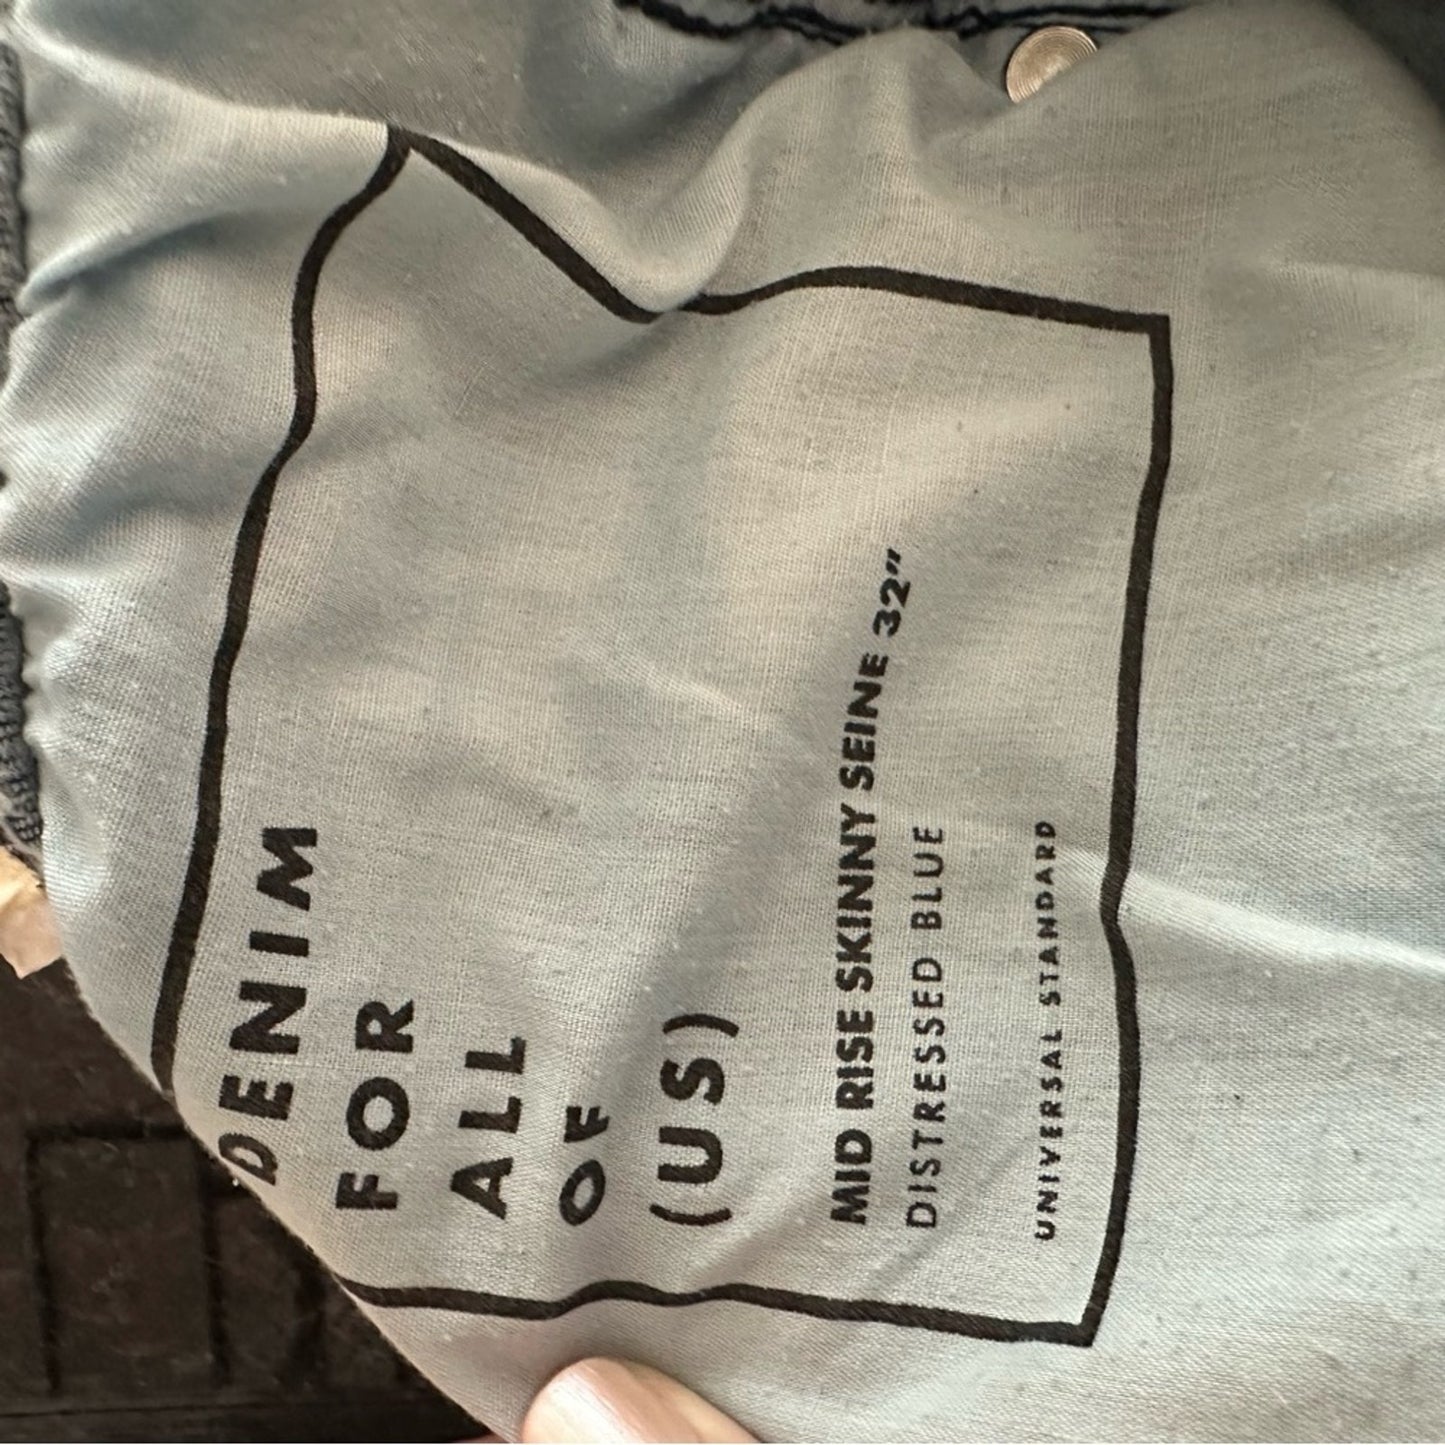 DENIM
FOR
ALL
OF
(US)
MID RISE SKINNY SEINE 32"
DISTRESSED BLUE
UNIVERSAL STANDARD